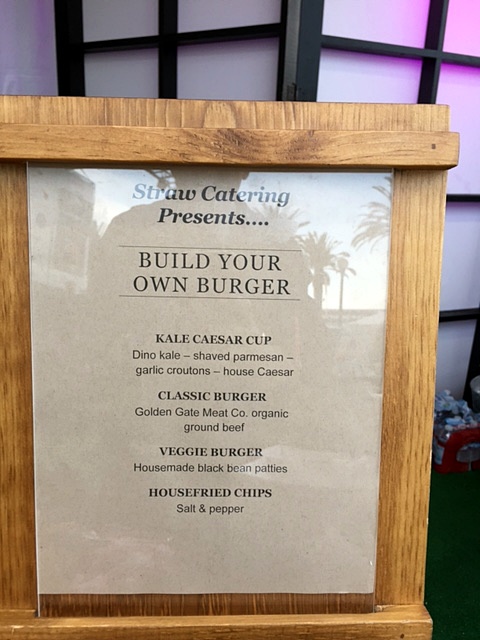 Straw Catering
Presents....
BUILD YOUR
OWN BURGER
KALE CAESAR CUP
Dino kale – shaved parmesan –
garlic croutons – house Caesar
CLASSIC BURGER
Golden Gate Meat Co. organic
ground beef
VEGGIE BURGER
Housemade black bean patties
HOUSEFRIED CHIPS
Salt & pepper